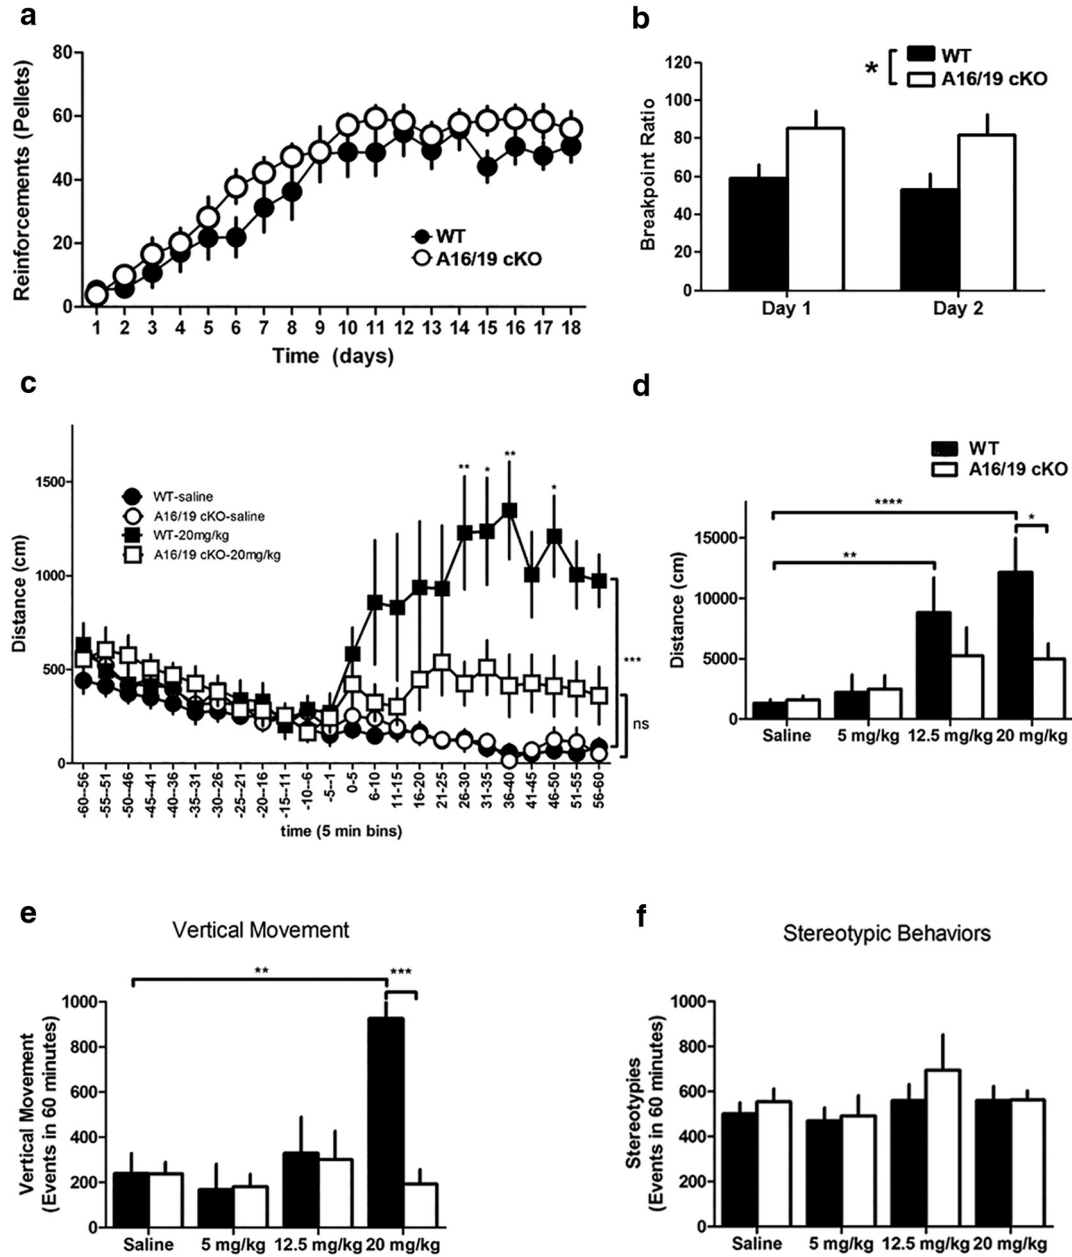 a
80
60
40
20
0
Reinforcements (Pellets)
WT
A16/19 cKO
1 2 3 4 5 6 7 8 9 10 11 12 13 14 15 16 17 18
Time (days)
b
120
100
80
60
40
20
0
Breakpoint Ratio
*
WT
A16/19 cKO
Day 1 Day 2
c
1500
1000
500
0
Distance (cm)
WT-saline
A16/19 cKO-saline
WT-20mg/kg
A16/19 cKO-20mg/kg
** * ** *
***
ns
-60--56 -55--51 -50--46 -45--41 -40--36 -35--31 -30--26 -25--21 -20--16 -15--11 -10--6 -5--1 0-5 6-10 11-15 16-20 21-25 26-30 31-35 36-40 41-45 46-50 51-55 56-60
time (5 min bins)
d
WT
A16/19 cKO
15000
10000
5000
0
Distance (cm)
****
**
*
Saline 5 mg/kg 12.5 mg/kg 20 mg/kg
e
Vertical Movement
** ***
1000
800
600
400
200
0
Vertical Movement
(Events in 60 minutes)
Saline 5 mg/kg 12.5 mg/kg 20 mg/kg
f
Stereotypic Behaviors
1000
800
600
400
200
0
Stereotypies
(Events in 60 minutes)
Saline 5 mg/kg 12.5 mg/kg 20 mg/kg